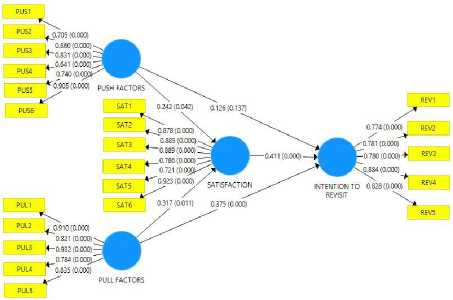 PUS1
PUS2
PUS3
PUS4
PUS5
PUS6
0.705 (0.000)
0.880 (0.000)
0.831 (0.000)
0.641 (0.000)
0.740 (0.000)
0.905 (0.000)
PUSH FACTORS
0.242 (0.042)
0.126 (0.137)
SAT1
SAT2
SAT3
SAT4
SAT5
SAT6
0.878 (0.000)
0.885 (0.000)
0.889 (0.000)
0.786 (0.000)
0.721 (0.000)
0.923 (0.000)
SATISFACTION
0.411 (0.000)
0.317 (0.011)
0.375 (0.000)
INTENTION TO
REVISIT
REV1
REV2
REV3
REV4
REV5
0.774 (0.000)
0.781 (0.000)
0.780 (0.000)
0.884 (0.000)
0.828 (0.000)
PUL1
PUL2
PUL3
PUL4
PUL5
0.910 (0.000)
0.821 (0.000)
0.932 (0.000)
0.784 (0.000)
0.835 (0.000)
PULL FACTORS